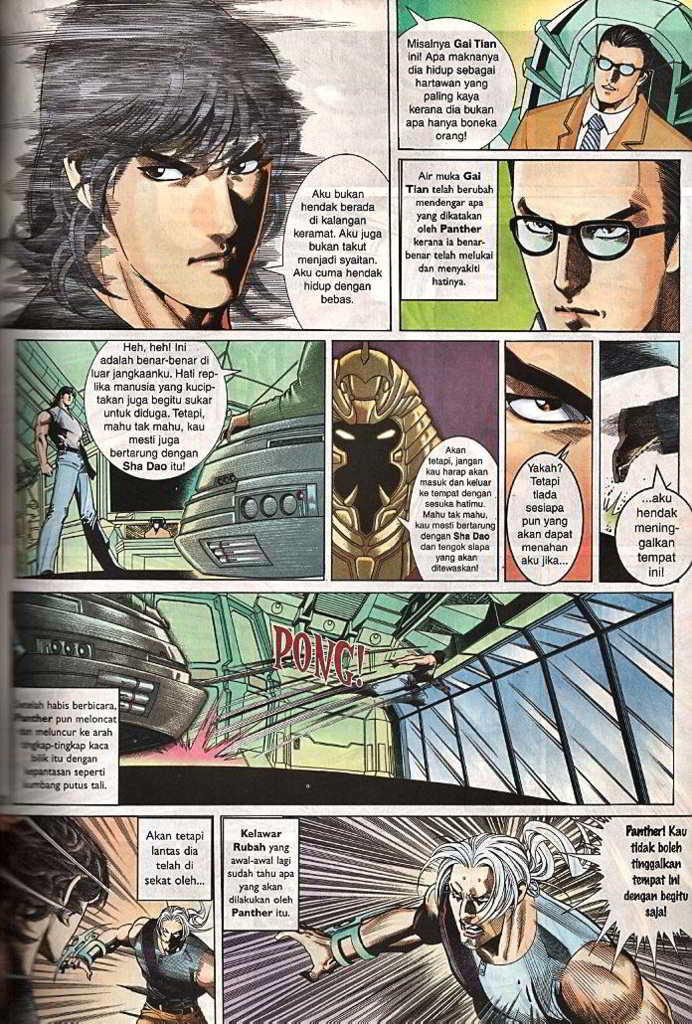 Aku bukan
hendak berada
di kalangan
keramat. Aku juga
bukan takut
menjadi syaitan.
Aku cuma hendak
hidup dengan
bebas.
Misalnya Gai Tian
ini! Apa maknanya
dia hidup sebagai
hartawan yang
paling kaya
kerana dia bukan
apa hanya boneka
orang!
Air muka Gai
Tian telah berubah
mendengar apa
yang dikatakan
oleh Panther
kerana ia benar-
benar telah melukai
dan menyakiti
hatinya.
Heh, heh! Ini
adalah benar-benar di
luar jangkaanku. Hati rep-
lika manusia yang kucip-
takan juga begitu sukar
untuk diduga. Tetapi,
mahu tak mahu, kau
mesti juga
bertarung dengan
Sha Dao itu!
Akan
tetapi, jangan
kau harap akan
masuk dan keluar
ke tempat dengan
sesuka hatimu.
Mahu tak mahu,
kau mesti bertarung
dengan Sha Dao
dan tengok siapa
yang akan
ditewaskan!
Yakah?
Tetapi
tiada
sesiapa
pun yang
akan dapat
menahan
aku jika...
...aku
hendak
mening-
galkan
tempat
ini!
PONG!
Setelah habis berbicara,
Panther pun meloncat
dan meluncur ke arah
tingkap-tingkap kaca
bilik itu dengan
kepantasan seperti
kumbang putus tali.
Akan tetapi
lantas dia
telah di
sekat oleh...
Kelawar
Rubah yang
awal-awal lagi
sudah tahu apa
yang akan
dilakukan oleh
Panther itu.
Panther! Kau
tidak boleh
tinggalkan
tempat ini
dengan begitu
saja!